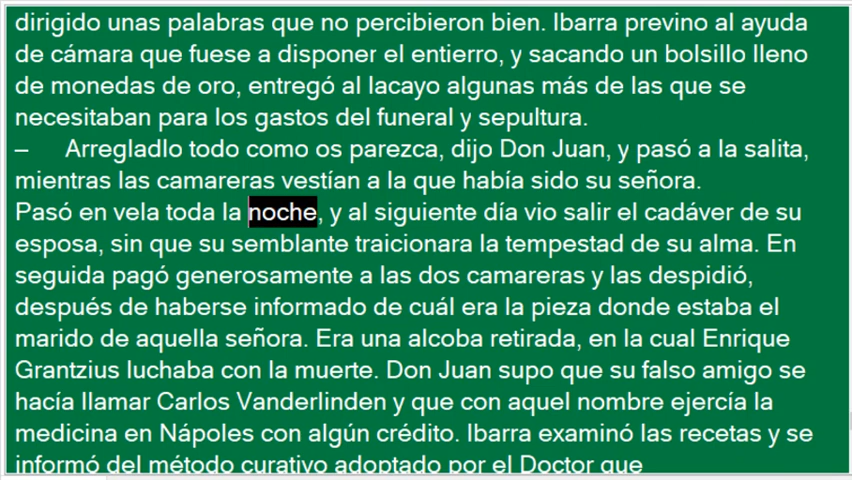 dirigido unas palabras que no percibieron bien. Ibarra previno al ayuda
de cámara que fuese a disponer el entierro, y sacando un bolsillo lleno
de monedas de oro, entregó al lacayo algunas más de las que se
necesitaban para los gastos del funeral y sepultura.
– Arregladlo todo como os parezca, dijo Don Juan, y pasó a la salita,
mientras las camareras vestían a la que había sido su señora.
Pasó en vela toda la noche, y al siguiente día vio salir el cadáver de su
esposa, sin que su semblante traicionara la tempestad de su alma. En
seguida pagó generosamente a las dos camareras y las despidió,
después de haberse informado de cuál era la pieza donde estaba el
marido de aquella señora. Era una alcoba retirada, en la cual Enrique
Grantzius luchaba con la muerte. Don Juan supo que su falso amigo se
hacía llamar Carlos Vanderlinden y que con aquel nombre ejercía la
medicina en Nápoles con algún crédito. Ibarra examinó las recetas y se
informó del método curativo adoptado por el Doctor que